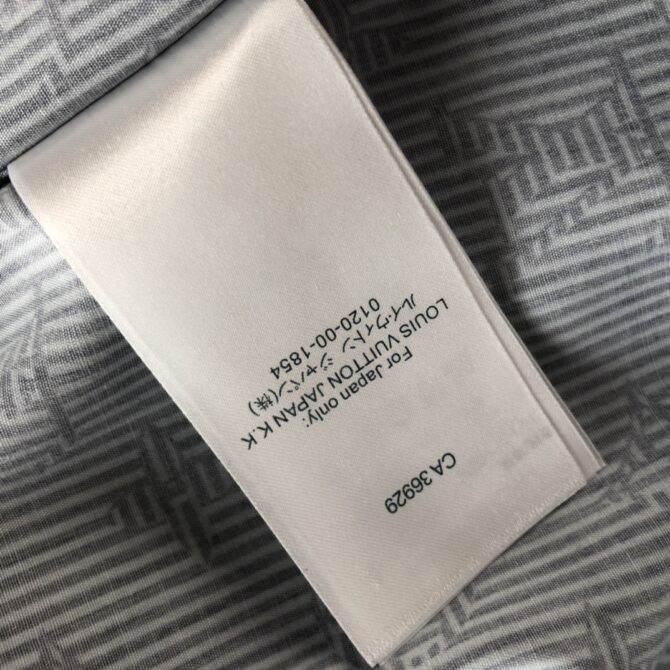 CA 36929
For Japan only:
LOUIS VUITTON JAPAN K.K
ルイ・ヴィトン ジャパン(株)
0120-00-1854